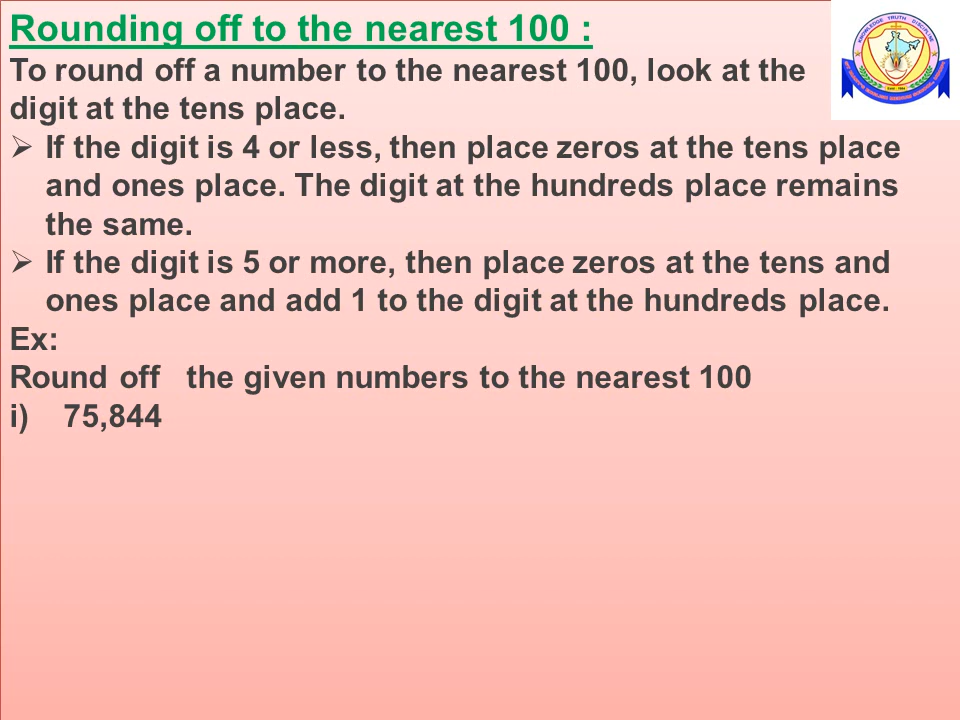 Rounding off to the nearest 100 :
To round off a number to the nearest 100, look at the
digit at the tens place.
➢ If the digit is 4 or less, then place zeros at the tens place
and ones place. The digit at the hundreds place remains
the same.
➢ If the digit is 5 or more, then place zeros at the tens and
ones place and add 1 to the digit at the hundreds place.
Ex:
Round off   the given numbers to the nearest 100
i)    75,844
KNOWLEDGE TRUTH DISCIPLINE